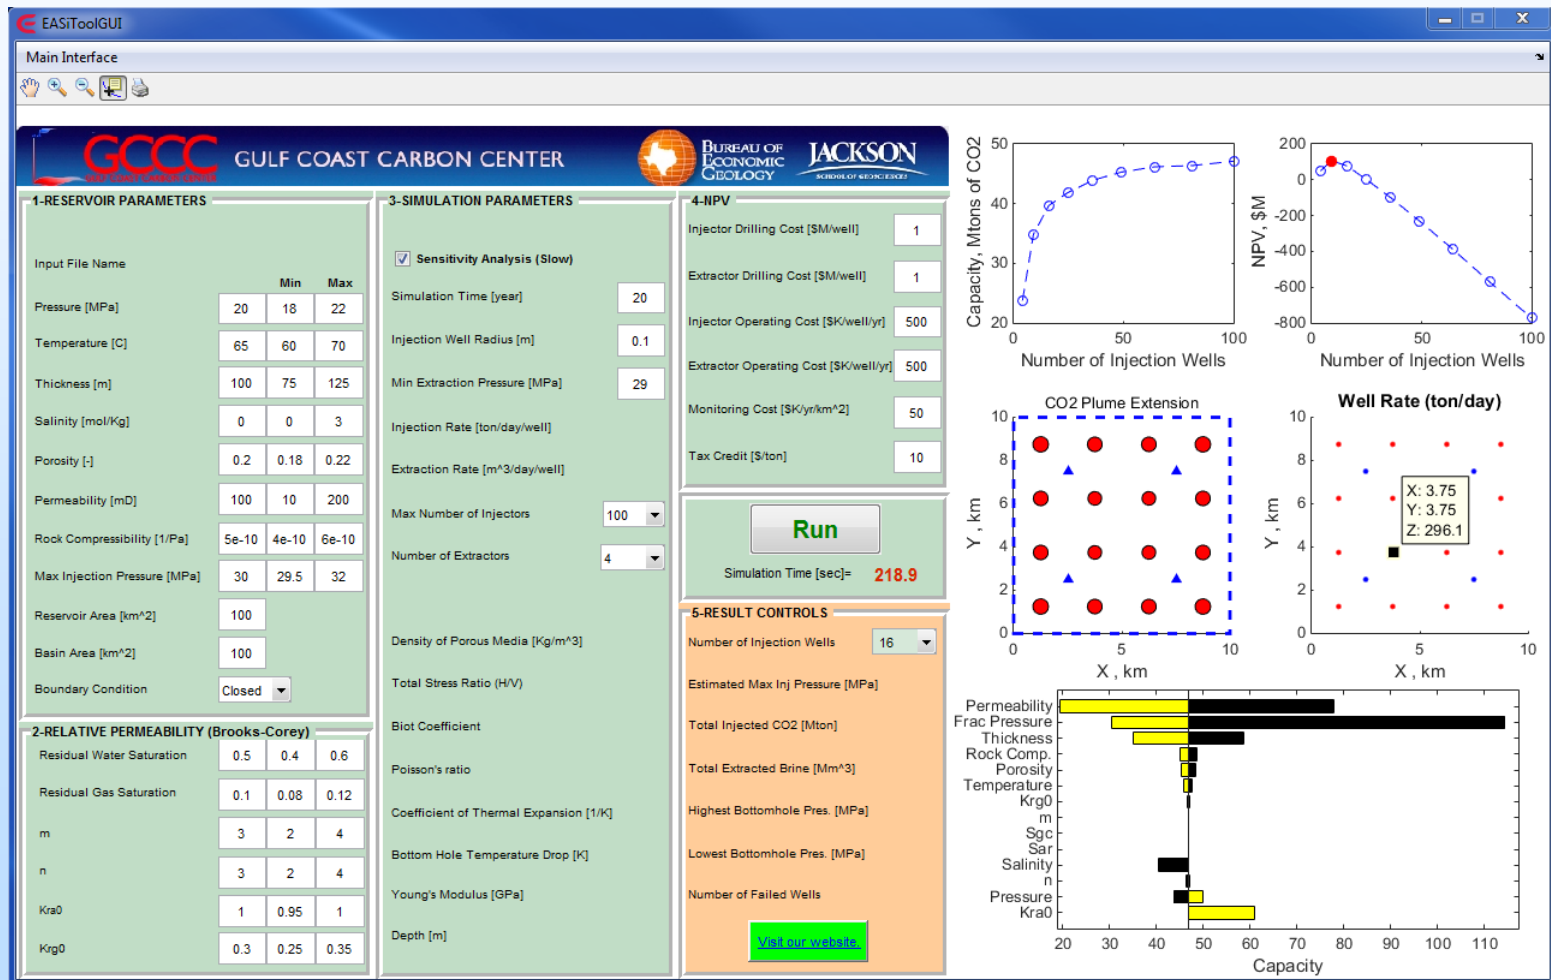 EASiToolGUI
Main Interface
GCCC
GULF COAST CARBON CENTER
GULF COAST CARBON CENTER
BUREAU OF
ECONOMIC
GEOLOGY
JACKSON
SCHOOL OF GEOSCIENCES
1-RESERVOIR PARAMETERS
Input File Name
Min Max
Pressure [MPa] 20 18 22
Temperature [C] 65 60 70
Thickness [m] 100 75 125
Salinity [mol/Kg] 0 0 3
Porosity [-] 0.2 0.18 0.22
Permeability [mD] 100 10 200
Rock Compressibility [1/Pa] 5e-10 4e-10 6e-10
Max Injection Pressure [MPa] 30 29.5 32
Reservoir Area [km^2] 100
Basin Area [km^2] 100
Boundary Condition Closed
2-RELATIVE PERMEABILITY (Brooks-Corey)
Residual Water Saturation 0.5 0.4 0.6
Residual Gas Saturation 0.1 0.08 0.12
m 3 2 4
n 3 2 4
Kra0 1 0.95 1
Krg0 0.3 0.25 0.35
3-SIMULATION PARAMETERS
Sensitivity Analysis (Slow)
Simulation Time [year] 20
Injection Well Radius [m] 0.1
Min Extraction Pressure [MPa] 29
Injection Rate [ton/day/well]
Extraction Rate [m^3/day/well]
Max Number of Injectors 100
Number of Extractors 4
Density of Porous Media [Kg/m^3]
Total Stress Ratio (H/V)
Biot Coefficient
Poisson's ratio
Coefficient of Thermal Expansion [1/K]
Bottom Hole Temperature Drop [K]
Young's Modulus [GPa]
Depth [m]
4-NPV
Injector Drilling Cost [$M/well] 1
Extractor Drilling Cost [$M/well] 1
Injector Operating Cost [$K/well/yr] 500
Extractor Operating Cost [$K/well/yr] 500
Monitoring Cost [$K/yr/km^2] 50
Tax Credit [$/ton] 10
Run
Simulation Time [sec]= 218.9
5-RESULT CONTROLS
Number of Injection Wells 16
Estimated Max Inj Pressure [MPa]
Total Injected CO2 [Mton]
Total Extracted Brine [Mm^3]
Highest Bottomhole Pres. [MPa]
Lowest Bottomhole Pres. [MPa]
Number of Failed Wells
Visit our website.
Capacity, Mtons of CO2
50
40
30
20
0 50 100
Number of Injection Wells
NPV, $M
200
0
-200
-400
-600
-800
0 50 100
Number of Injection Wells
CO2 Plume Extension
Y , km
10
8
6
4
2
0
0 5 10
X , km
Well Rate (ton/day)
Y , km
10
8
6
4
2
0
X: 3.75
Y: 3.75
Z: 296.1
0 5 10
X , km
Permeability
Frac Pressure
Thickness
Rock Comp.
Porosity
Temperature
Krg0
m
Sgc
Sar
Salinity
n
Pressure
Kra0
20 30 40 50 60 70 80 90 100 110
Capacity